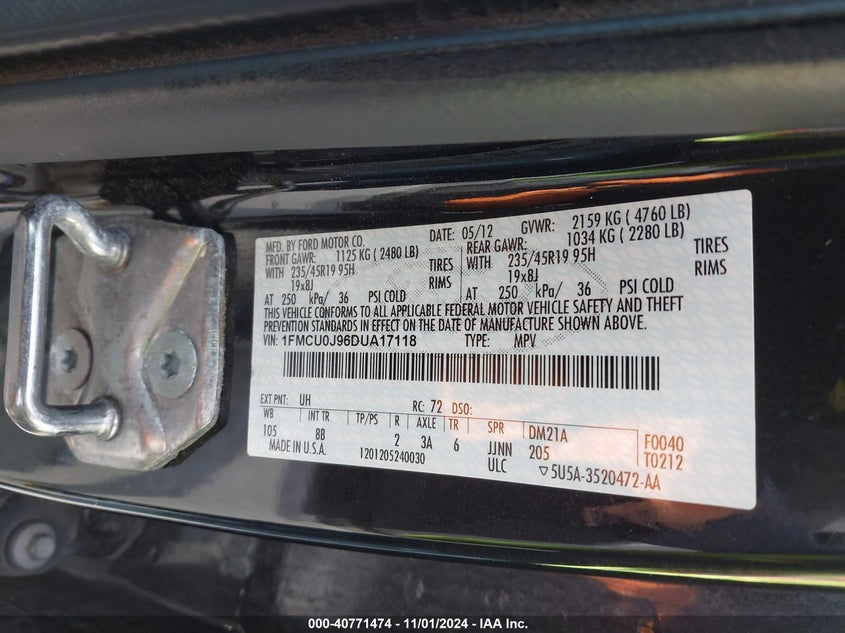 MFD. BY FORD MOTOR CO. DATE: 05/12 GVWR: 2159 KG ( 4760 LB)
FRONT GAWR: 1125 KG ( 2480 LB) REAR GAWR: 1034 KG ( 2280 LB)
WITH 235/45R19 95H TIRES WITH 235/45R19 95H TIRES
19x8J RIMS 19x8J RIMS
AT 250 kPa/ 36 PSI COLD AT 250 kPa/ 36 PSI COLD
THIS VEHICLE CONFORMS TO ALL APPLICABLE FEDERAL MOTOR VEHICLE SAFETY AND THEFT
PREVENTION STANDARDS IN EFFECT ON THE DATE OF MANUFACTURE SHOWN ABOVE.
VIN: 1FMCU0J96DUA17118 TYPE: MPV
EXT PNT: UH RC: 72 DSO:
WB INT TR TP/PS R AXLE TR SPR DM21A F0040
105 8B 2 3A 6 JJNN 205 T0212
MADE IN U.S.A. 1201205240030 ULC ▽5U5A-3520472-AA
000-40771474 - 11/01/2024 - IAA Inc.